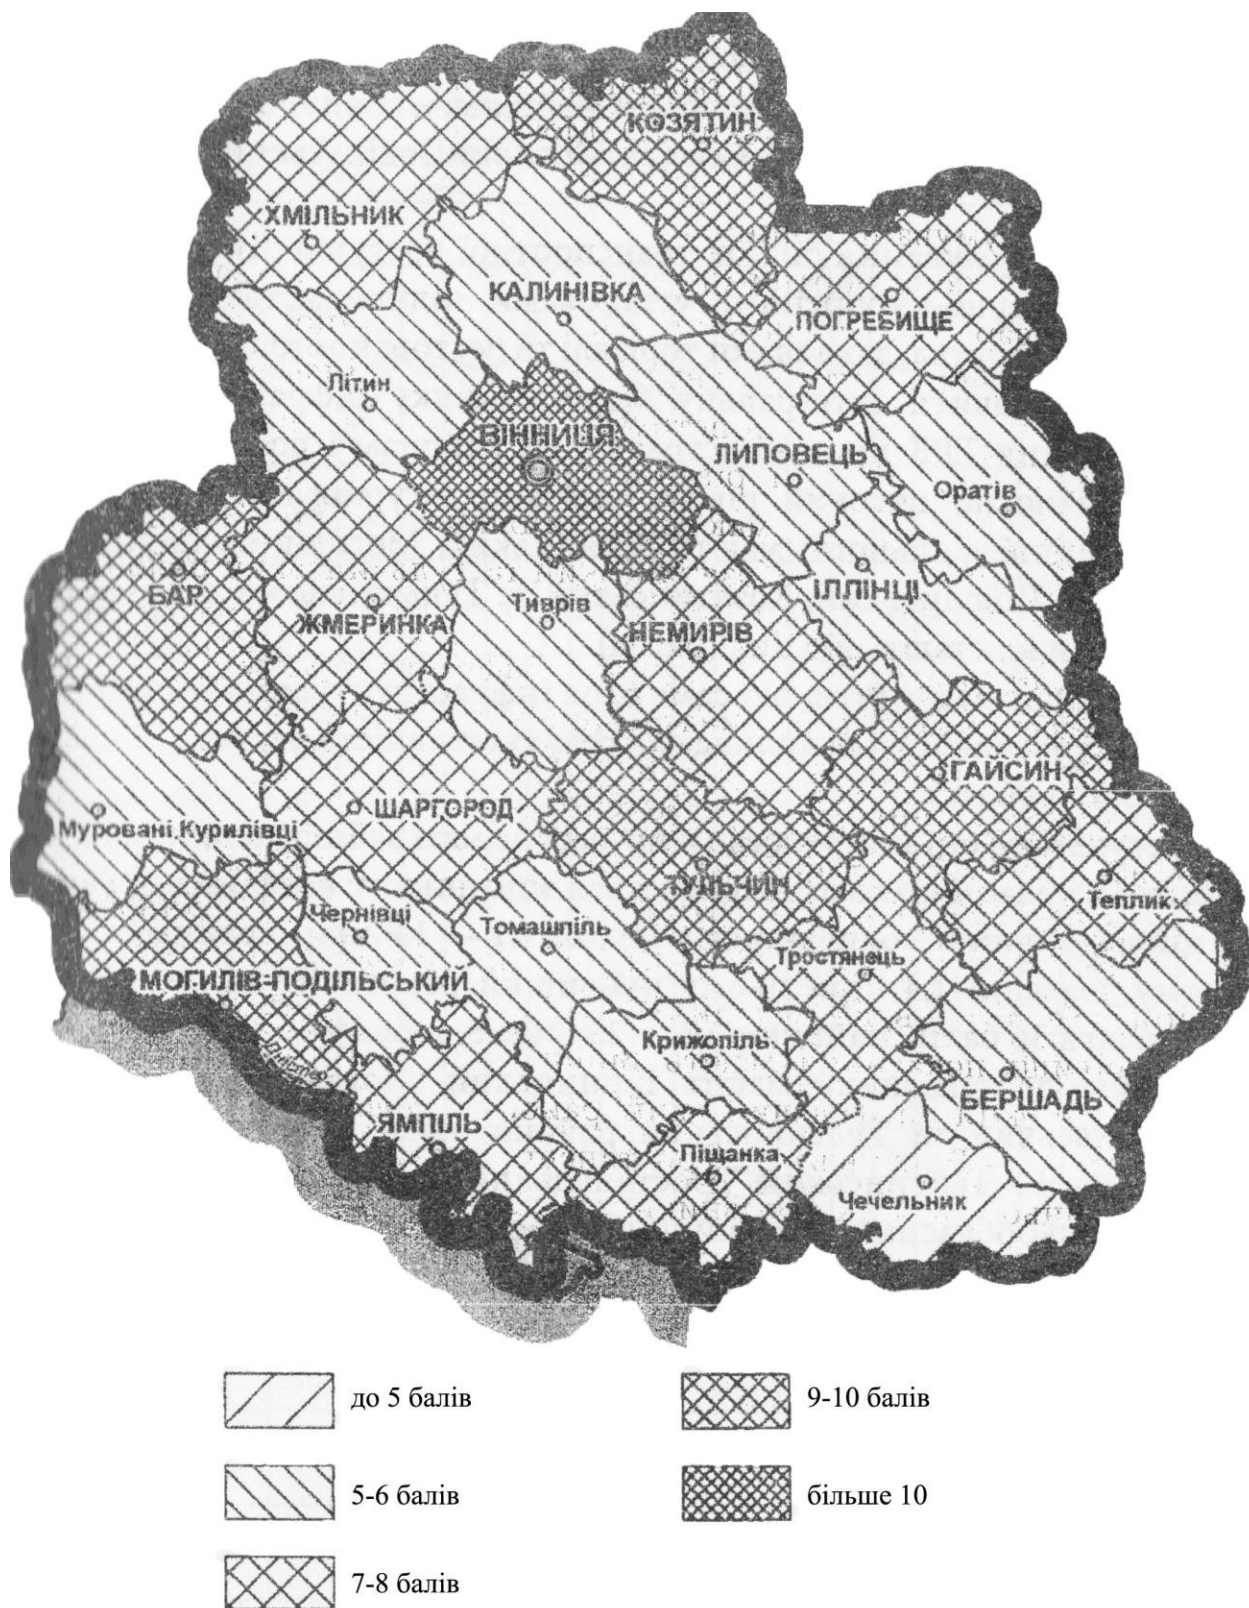 КОЗЯТИН
ХМІЛЬНИК
КАЛИНІВКА
ПОГРЕБИЩЕ
Літин
ВІННИЦЯ
ЛИПОВЕЦЬ
Оратів
БАР
ЖМЕРИНКА
Тиврів
НЕМИРІВ
ІЛЛІНЦІ
ГАЙСИН
ШАРГОРОД
Муровані Курилівці
ТУЛЬЧИН
Теплик
Чернівці
Томашпіль
Тростянець
МОГИЛІВ-ПОДІЛЬСЬКИЙ
Крижопіль
БЕРШАДЬ
ЯМПІЛЬ
Піщанка
Чечельник
до 5 балів
9-10 балів
5-6 балів
більше 10
7-8 балів